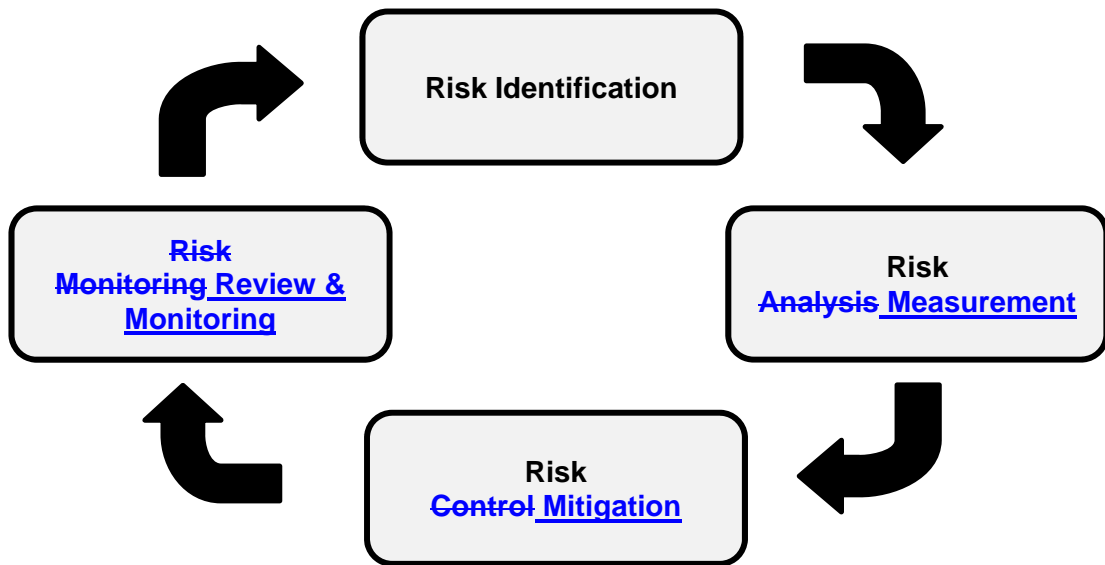 Risk Identification
Risk
Monitoring Review &
Monitoring
Risk
Analysis Measurement
Risk
Control Mitigation